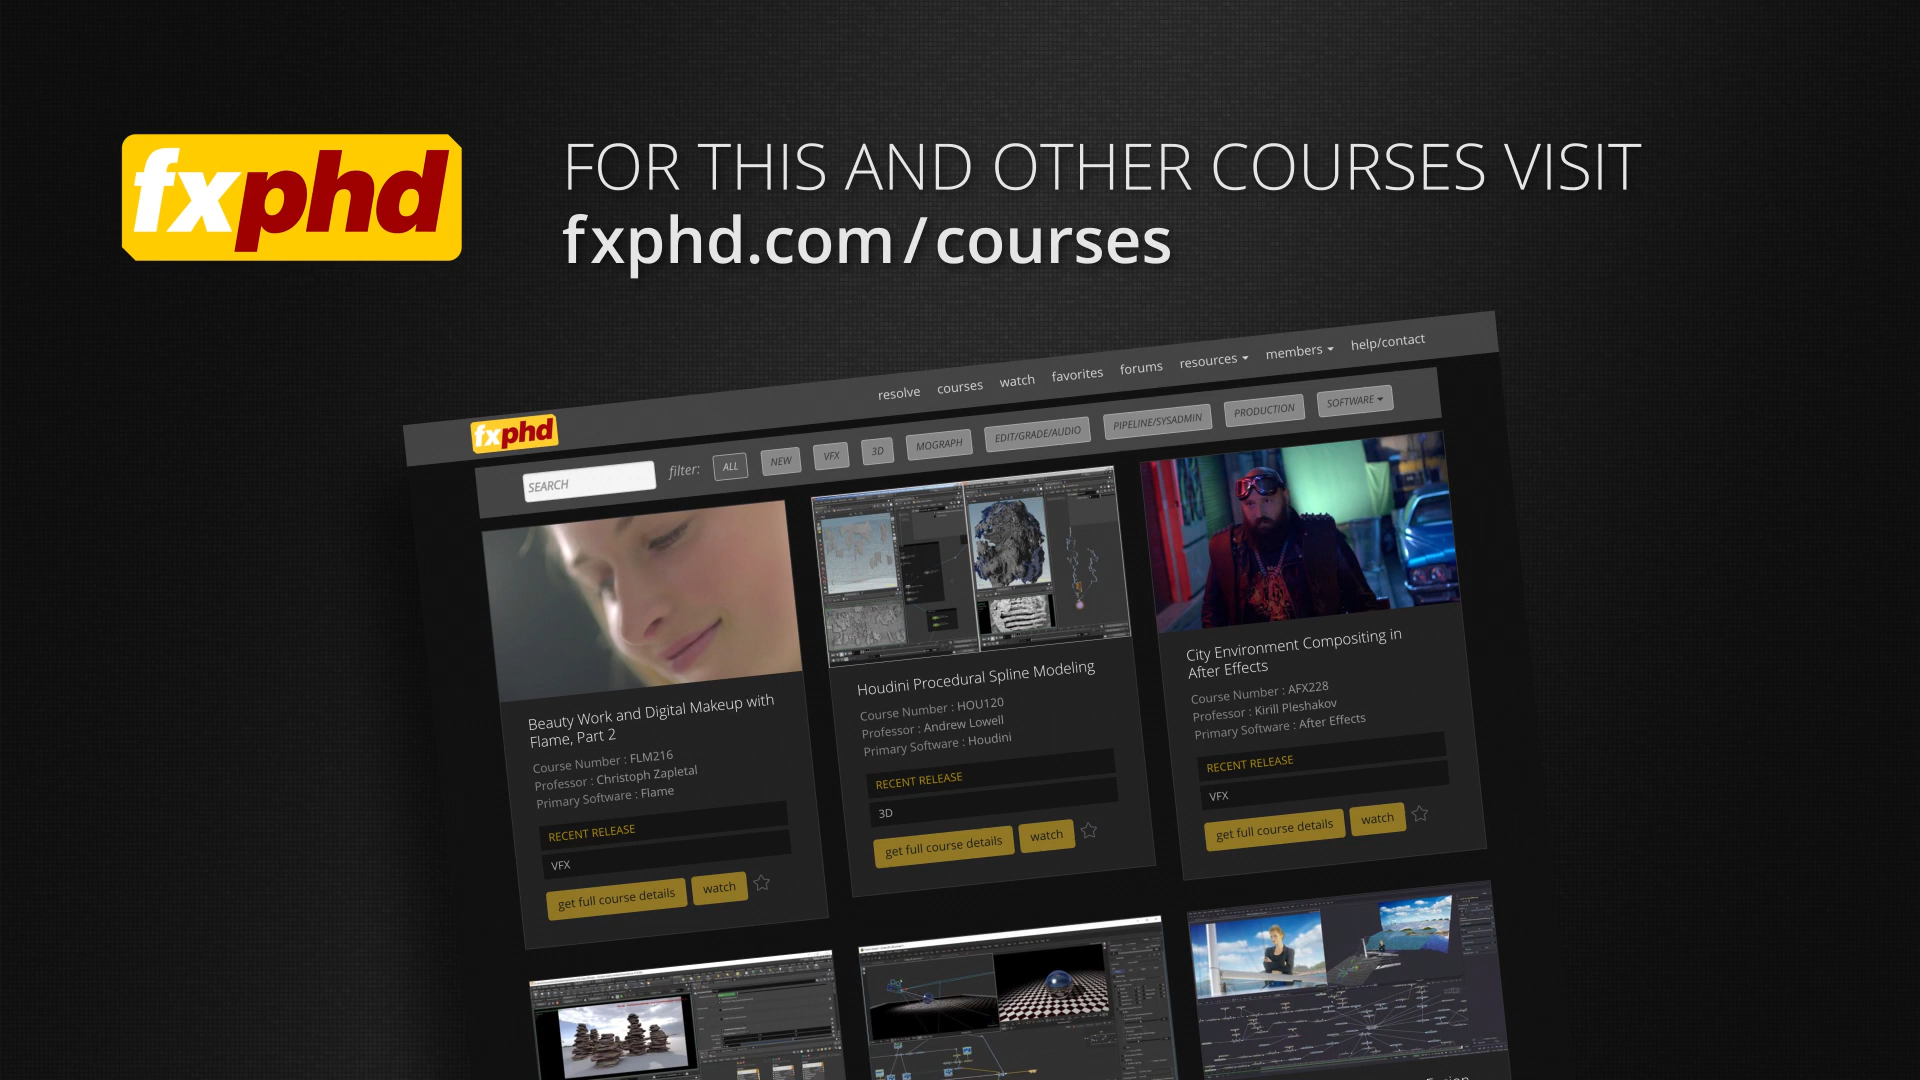 fxphd
FOR THIS AND OTHER COURSES VISIT
fxphd.com/courses
resolve courses watch favorites forums resources members help/contact
fxphd
SEARCH filter: ALL NEW VFX 3D MOGRAPH EDIT/GRADE/AUDIO PIPELINE/SYSADMIN PRODUCTION SOFTWARE
Beauty Work and Digital Makeup with
Flame, Part 2
Course Number : FLM216
Professor : Christoph Zapletal
Primary Software : Flame
RECENT RELEASE
VFX
get full course details watch
Houdini Procedural Spline Modeling
Course Number : HOU120
Professor : Andrew Lowell
Primary Software : Houdini
RECENT RELEASE
3D
get full course details watch
City Environment Compositing in
After Effects
Course Number : AFX228
Professor : Kirill Pleshakov
Primary Software : After Effects
RECENT RELEASE
VFX
get full course details watch